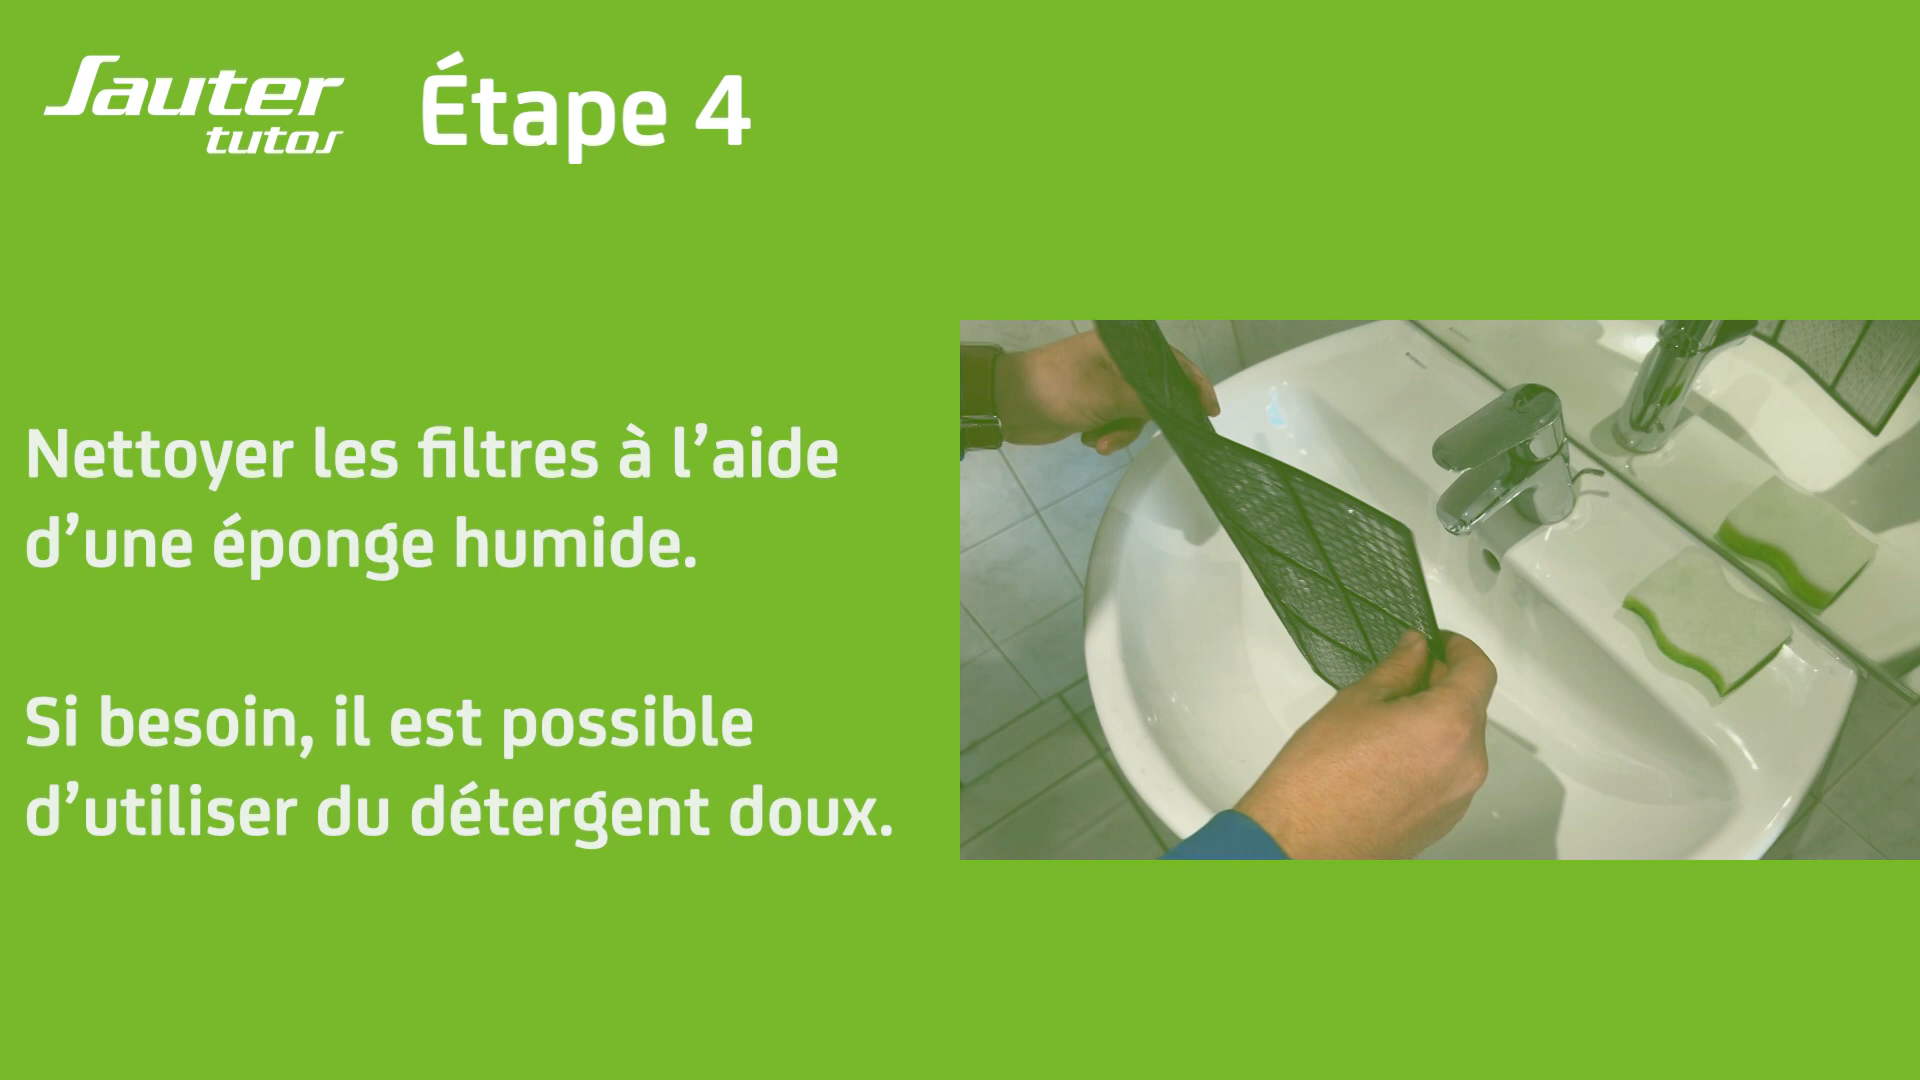 Sauter
tutos
Étape 4
Nettoyer les filtres à l’aide
d’une éponge humide.
Si besoin, il est possible
d’utiliser du détergent doux.